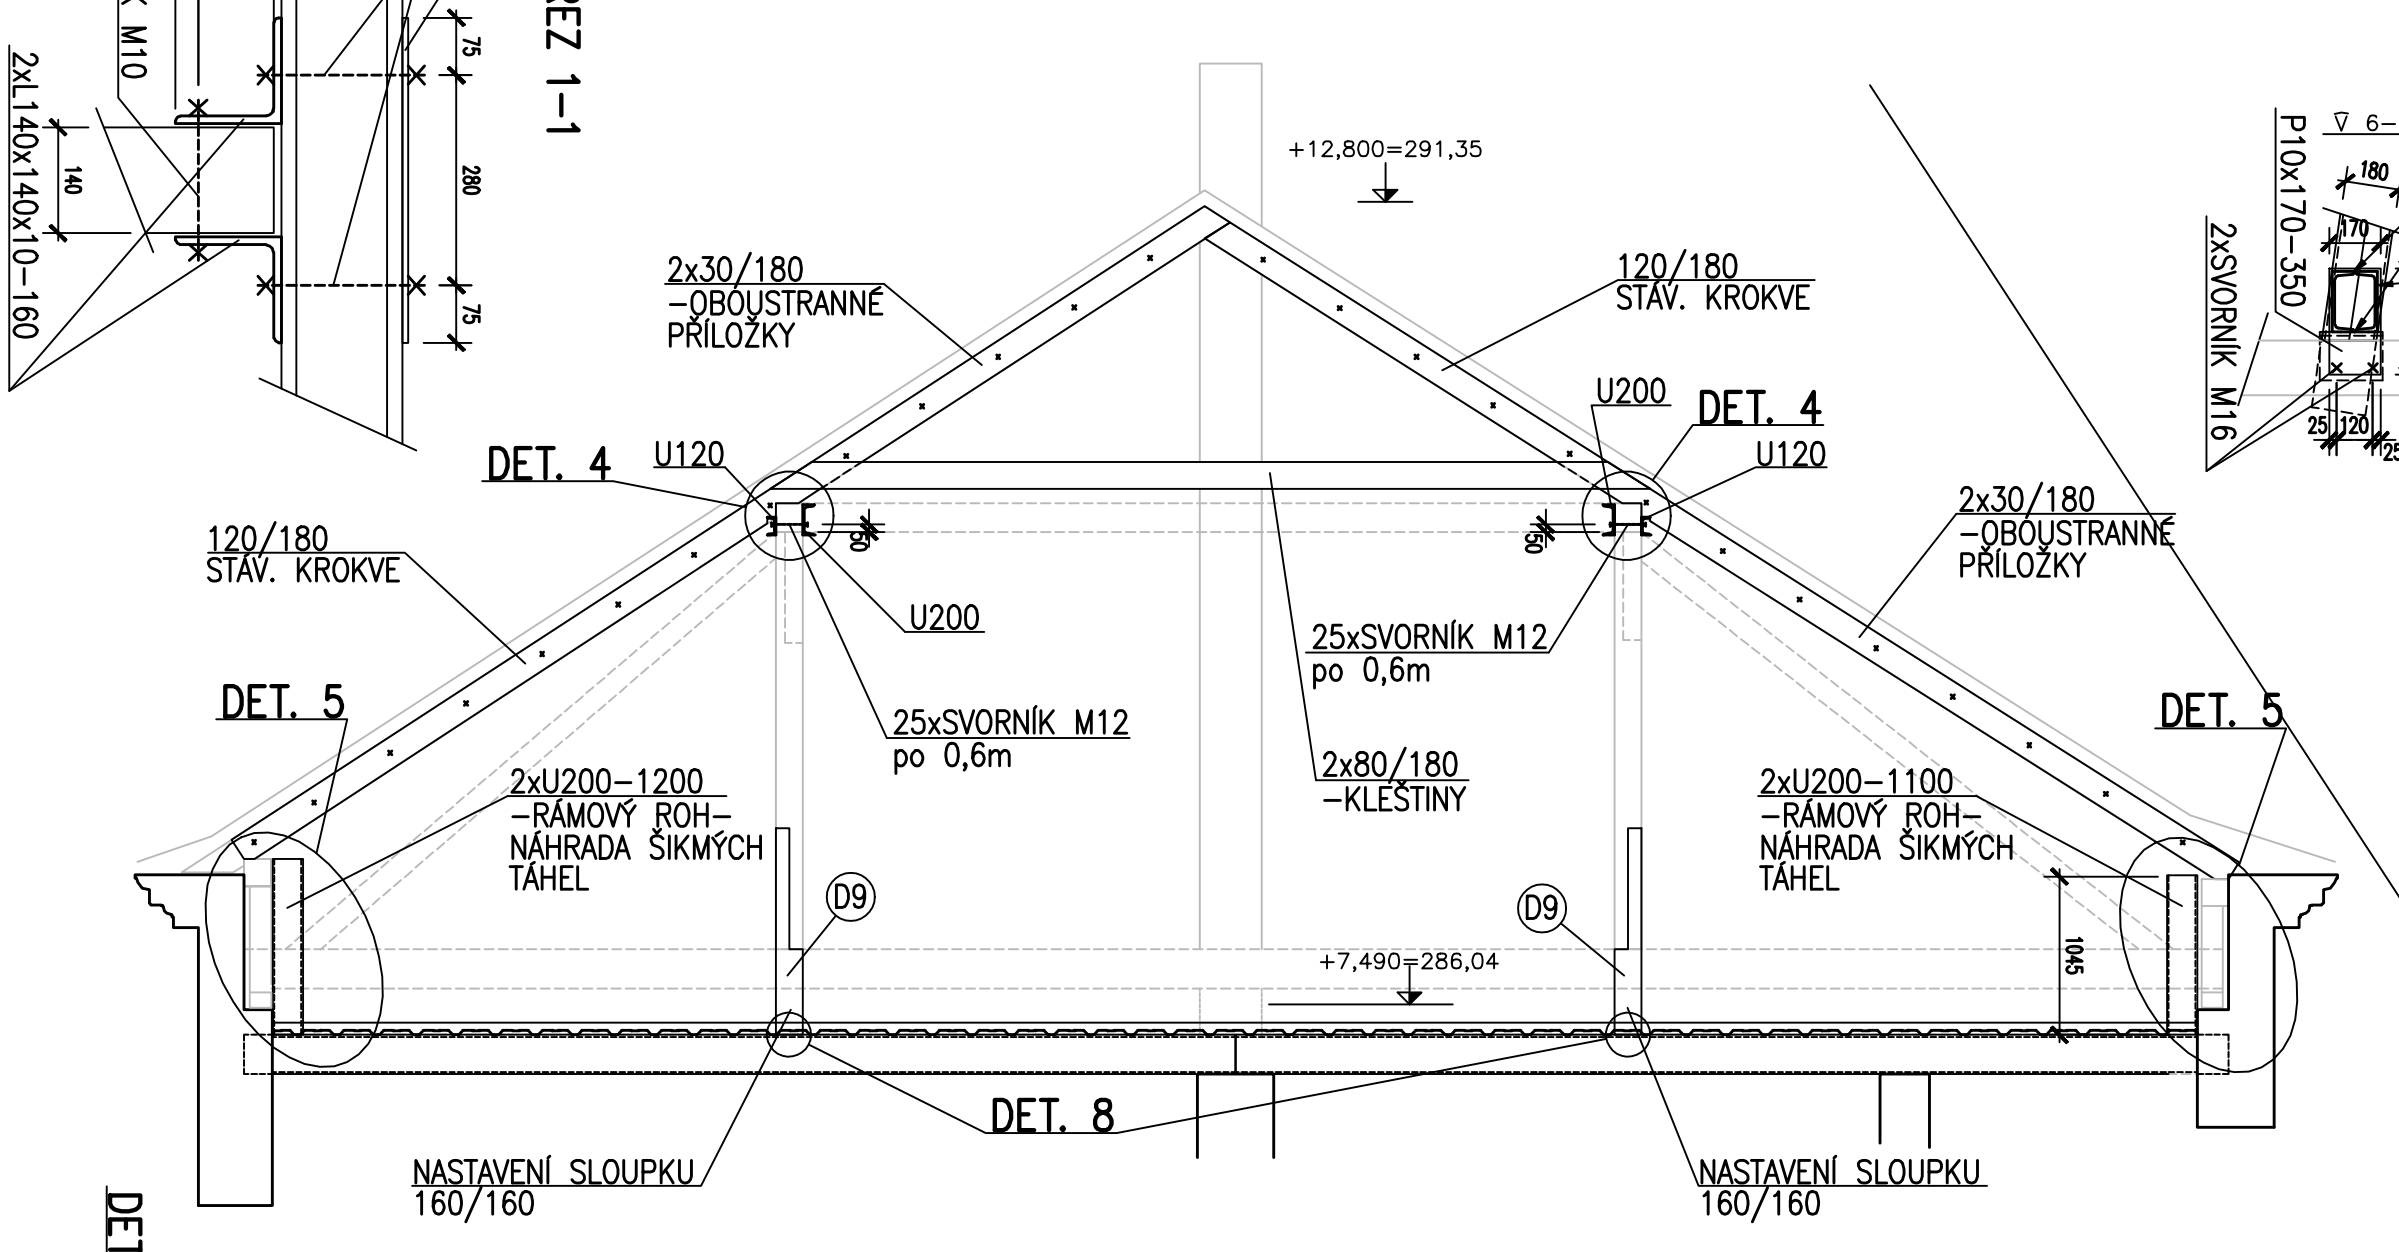 ŘEZ 1-1
M10
2xL140x140x10-160
140
75
280
75
+12,800=291,35
2x30/180
-OBOUSTRANNÉ
PŘÍLOŽKY
120/180
STÁV. KROKVE
U200
DET. 4
U120
DET. 4
U120
120/180
STÁV. KROKVE
2x30/180
-OBOUSTRANNÉ
PŘÍLOŽKY
50
50
U200
25xSVORNÍK M12
po 0,6m
25xSVORNÍK M12
po 0,6m
DET. 5
DET. 5
2xU200-1200
-RÁMOVÝ ROH-
NÁHRADA ŠIKMÝCH
TÁHEL
2x80/180
-KLEŠTINY
2xU200-1100
-RÁMOVÝ ROH-
NÁHRADA ŠIKMÝCH
TÁHEL
D9
D9
1045
+7,490=286,04
DET. 8
NASTAVENÍ SLOUPKU
160/160
NASTAVENÍ SLOUPKU
160/160
P10x170-350
2xSVORNÍK M16
6-
180
170
25
120
25
DET